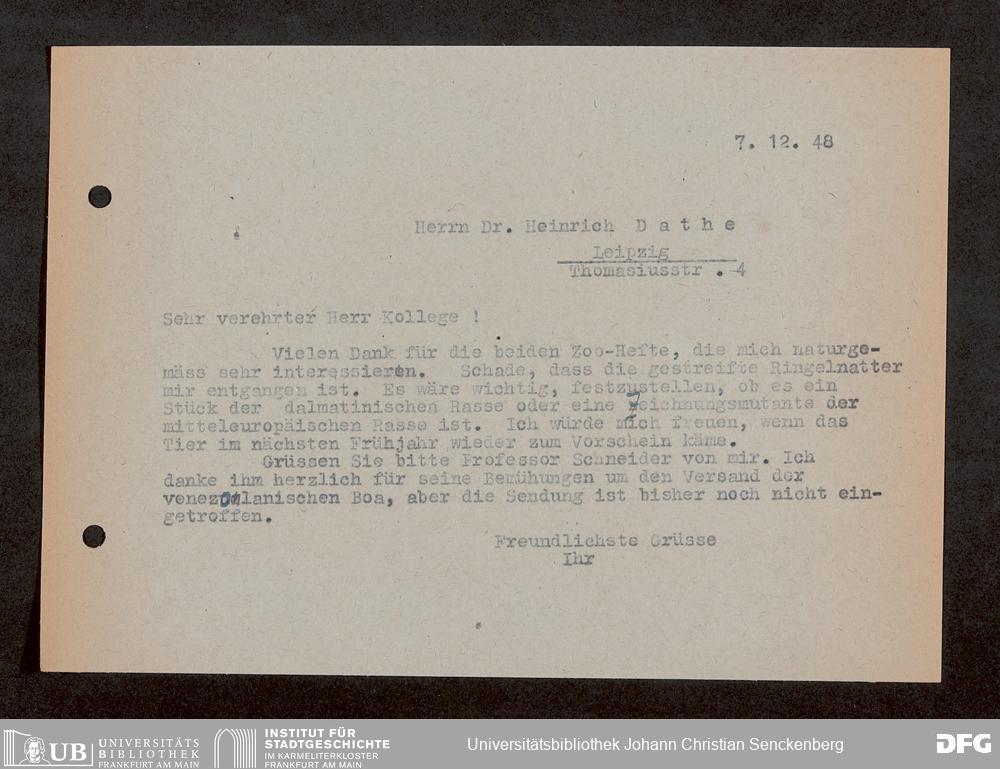 7. 12. 48
Herrn Dr. Heinrich D a t h e
Leipzig
Thomasiusstr . 4
Sehr verehrter Herr Kollege !
Vielen Dank für die beiden Zoo-Hefte, die mich naturge-
mäss sehr interessieren. Schade, dass die gestreifte Ringelnatter
mir entgangen ist. Es wäre wichtig, festzustellen, ob es ein
Stück der dalmatinischen Rasse oder eine Zeichnungsmutante der
mitteleuropäischen Rasse ist. Ich würde mich freuen, wenn das
Tier im nächsten Frühjahr wieder zum Vorschein käme.
Grüssen Sie bitte Professor Schneider von mir. Ich
danke ihm herzlich für seine Bemühungen um den Versand der
venezolanischen Boa, aber die Sendung ist bisher noch nicht ein-
getroffen.
Freundlichste Grüsse
Ihr
UB UNIVERSITÄTS
BIBLIOTHEK
FRANKFURT AM MAIN
INSTITUT FÜR
STADTGESCHICHTE
IM KARMELITERKLOSTER
FRANKFURT AM MAIN
Universitätsbibliothek Johann Christian Senckenberg
DFG